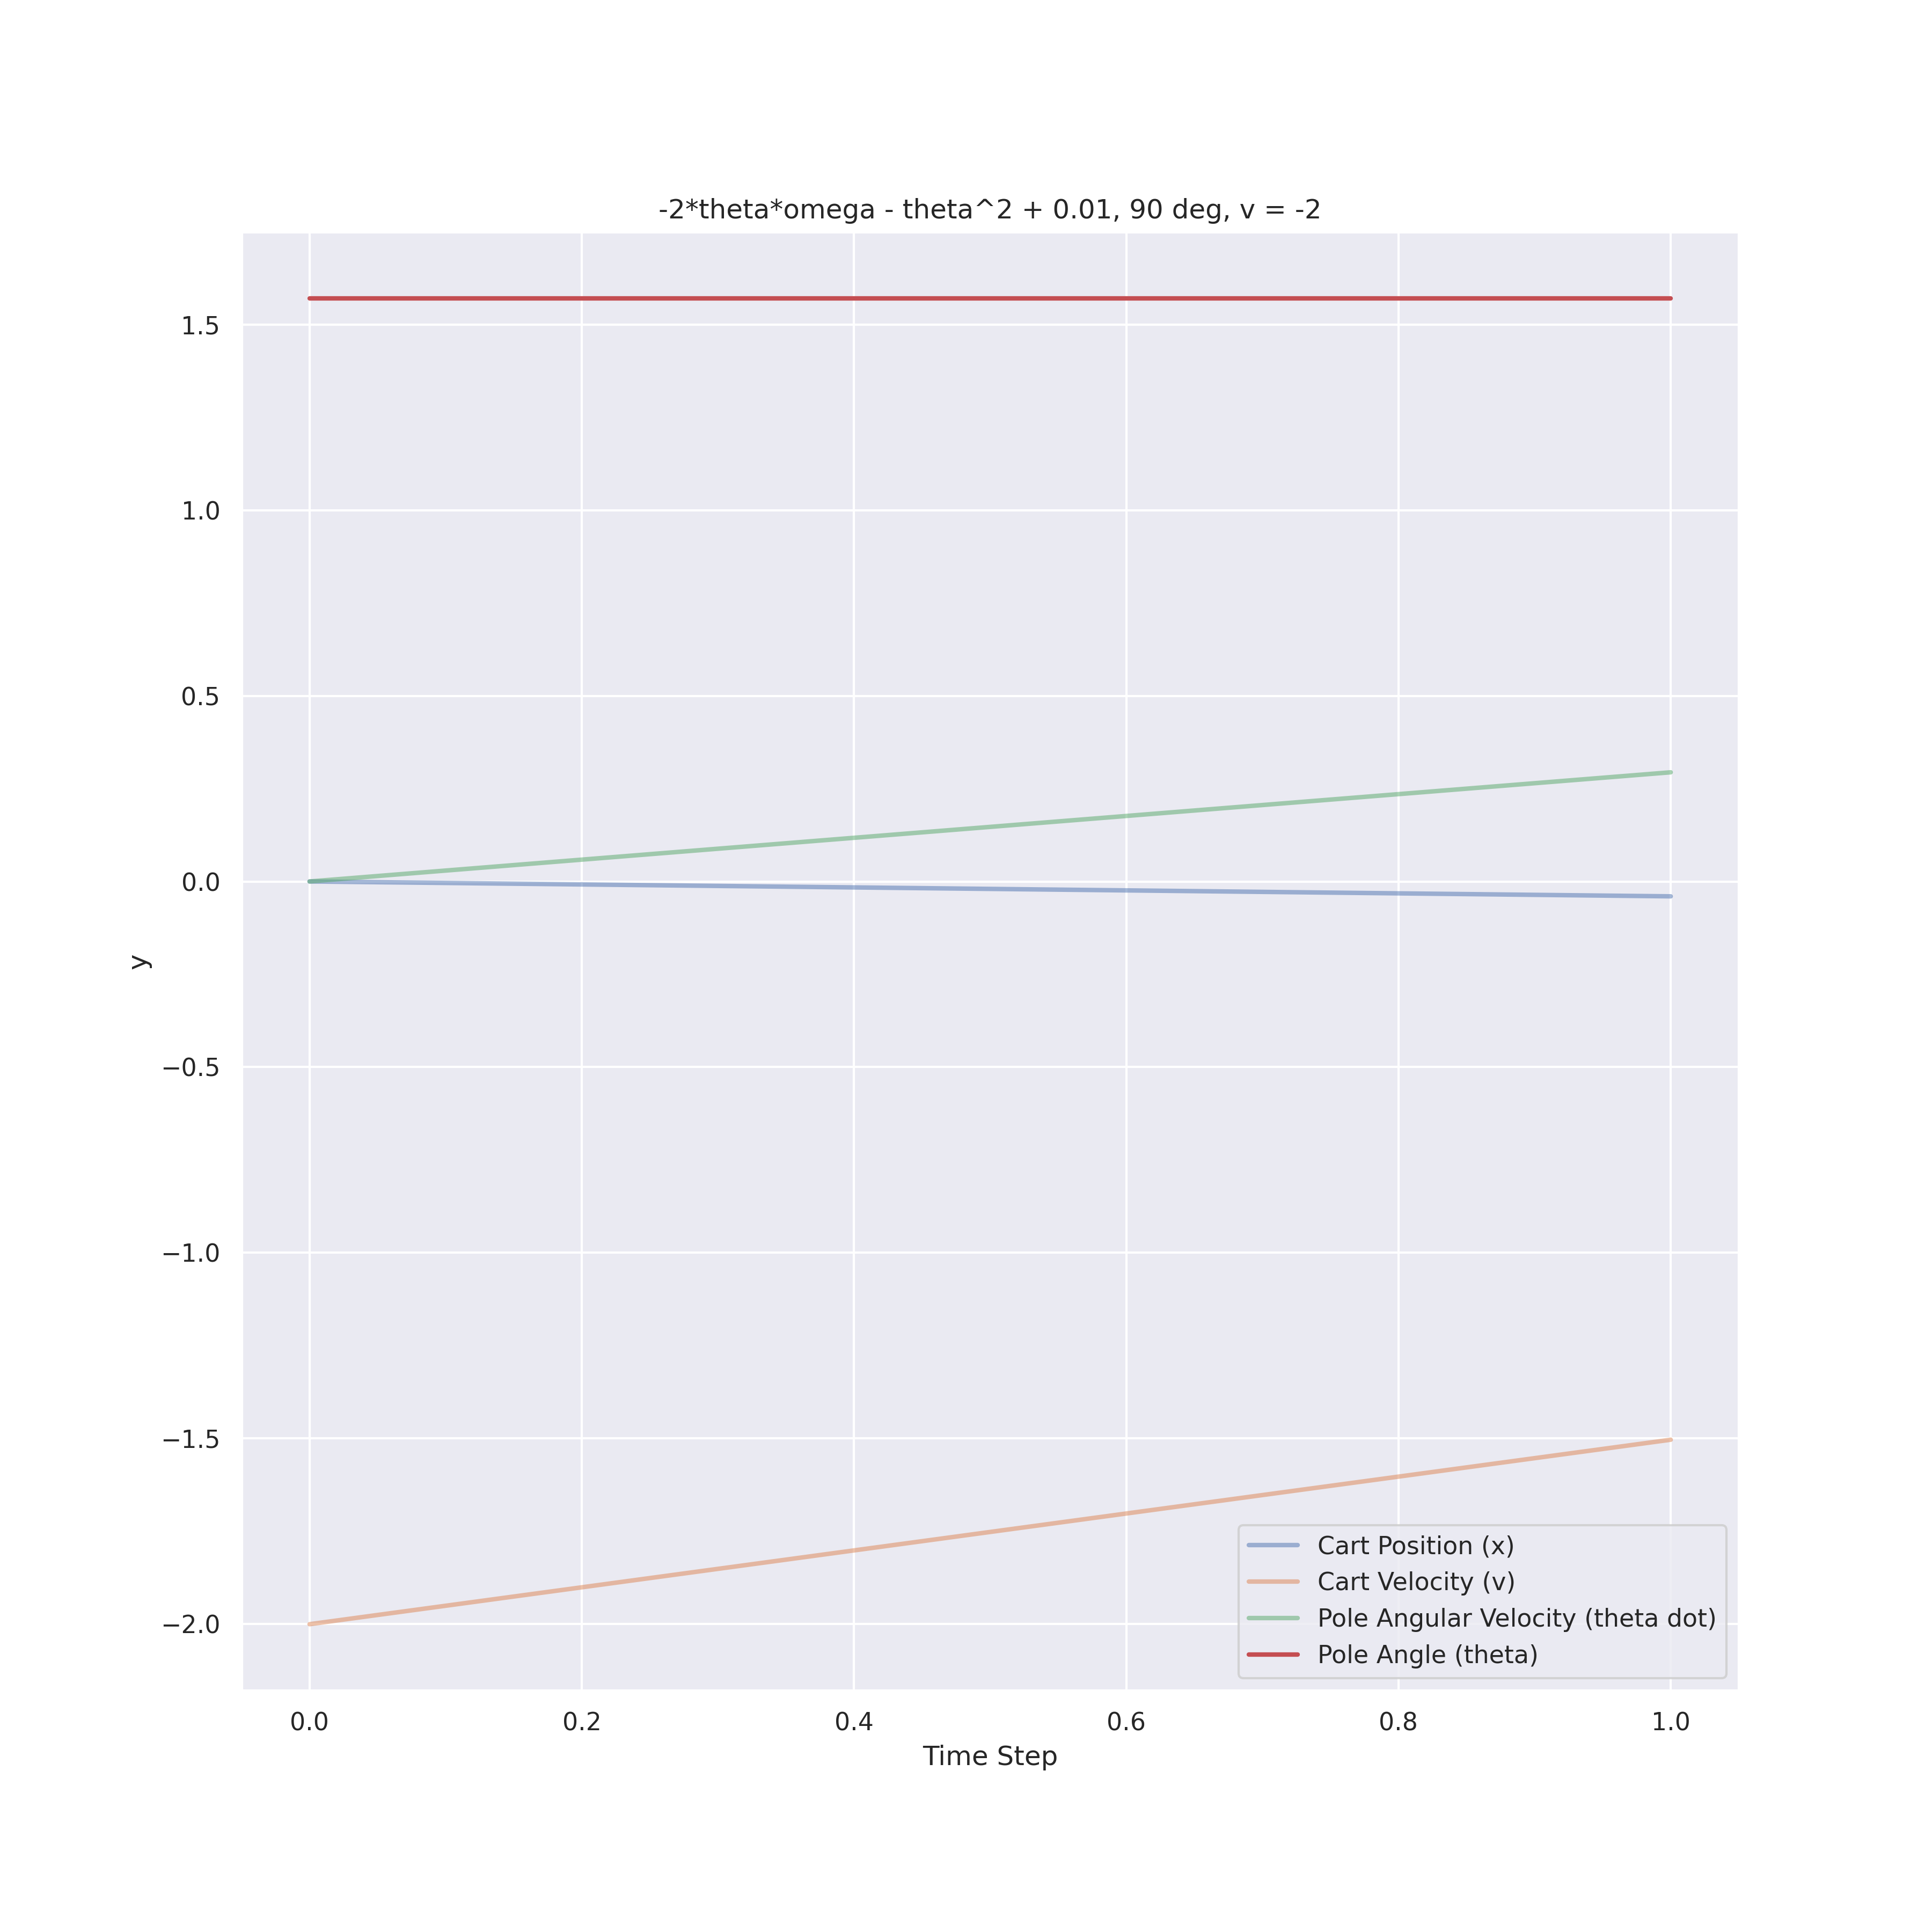 -2*theta*omega - theta^2 + 0.01, 90 deg, v = -2
1.5
1.0
0.5
0.0
−0.5
−1.0
−1.5
−2.0
y
Cart Position (x)
Cart Velocity (v)
Pole Angular Velocity (theta dot)
Pole Angle (theta)
0.0 0.2 0.4 0.6 0.8 1.0
Time Step